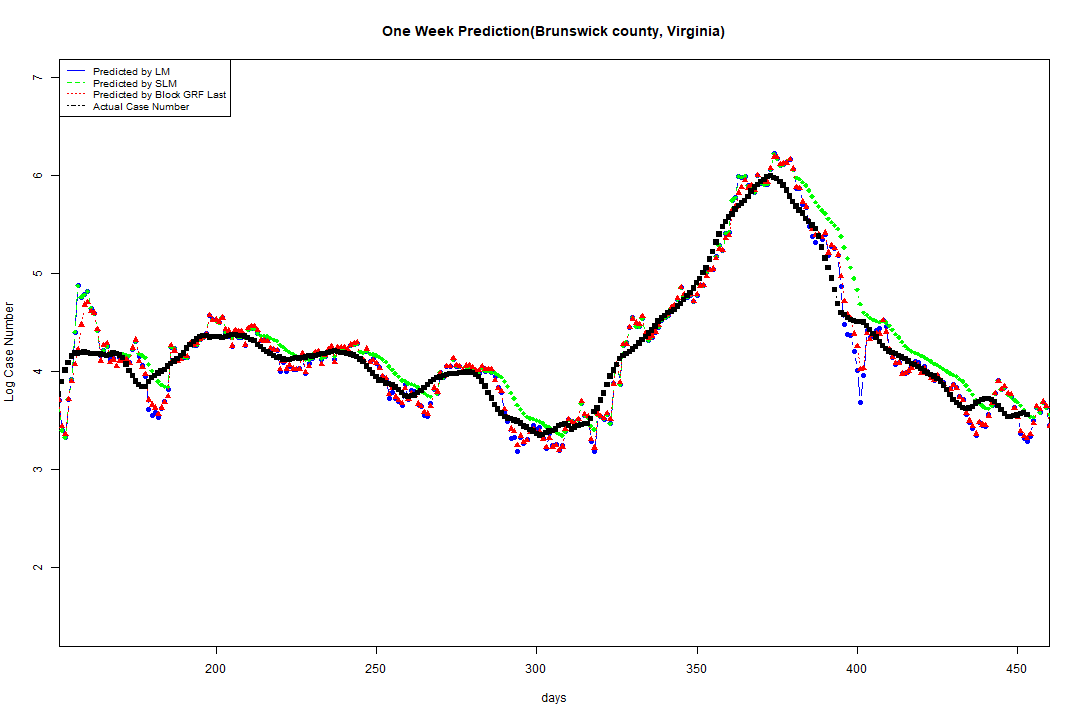 One Week Prediction(Brunswick county, Virginia)
Predicted by LM
Predicted by SLM
Predicted by Block GRF Last
Actual Case Number
7
6
5
4
3
2
Log Case Number
200 250 300 350 400 450
days